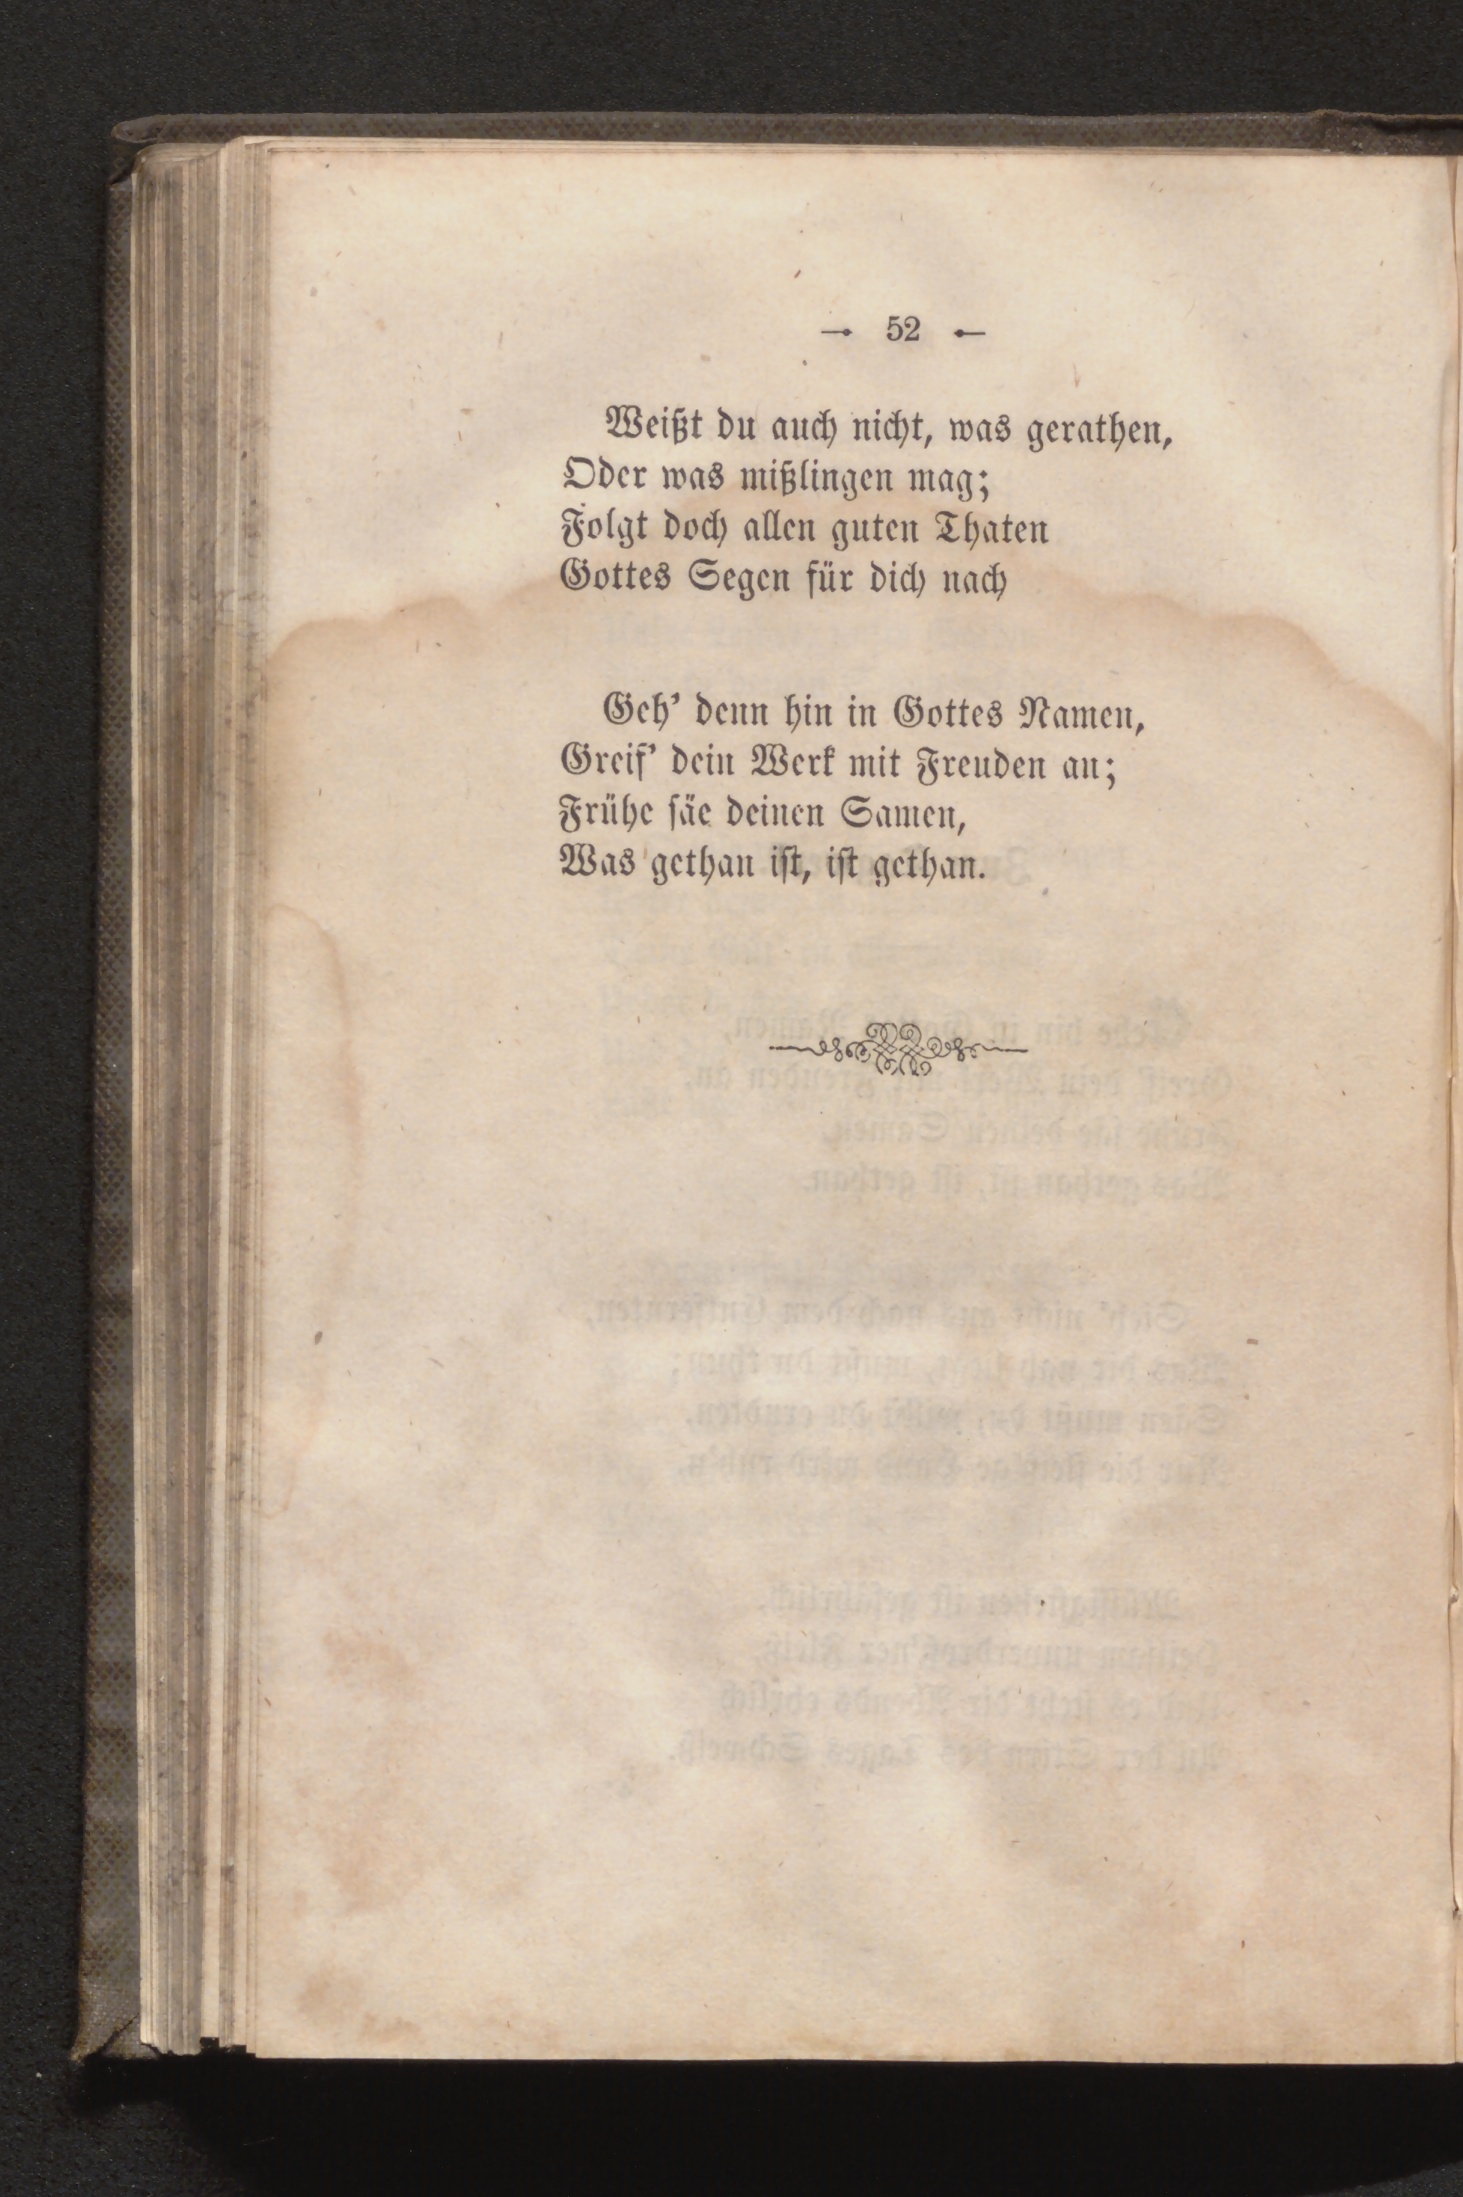 52
Weißt du auch nicht, was gerathen,
Oder was mißlingen mag;
Folgt doch allen guten Thaten
Gottes Segen für dich nach
Geh' denn hin in Gottes Namen,
Greif' dein Werk mit Freuden an;
Frühe säe deinen Samen,
Was gethan ist, ist gethan.